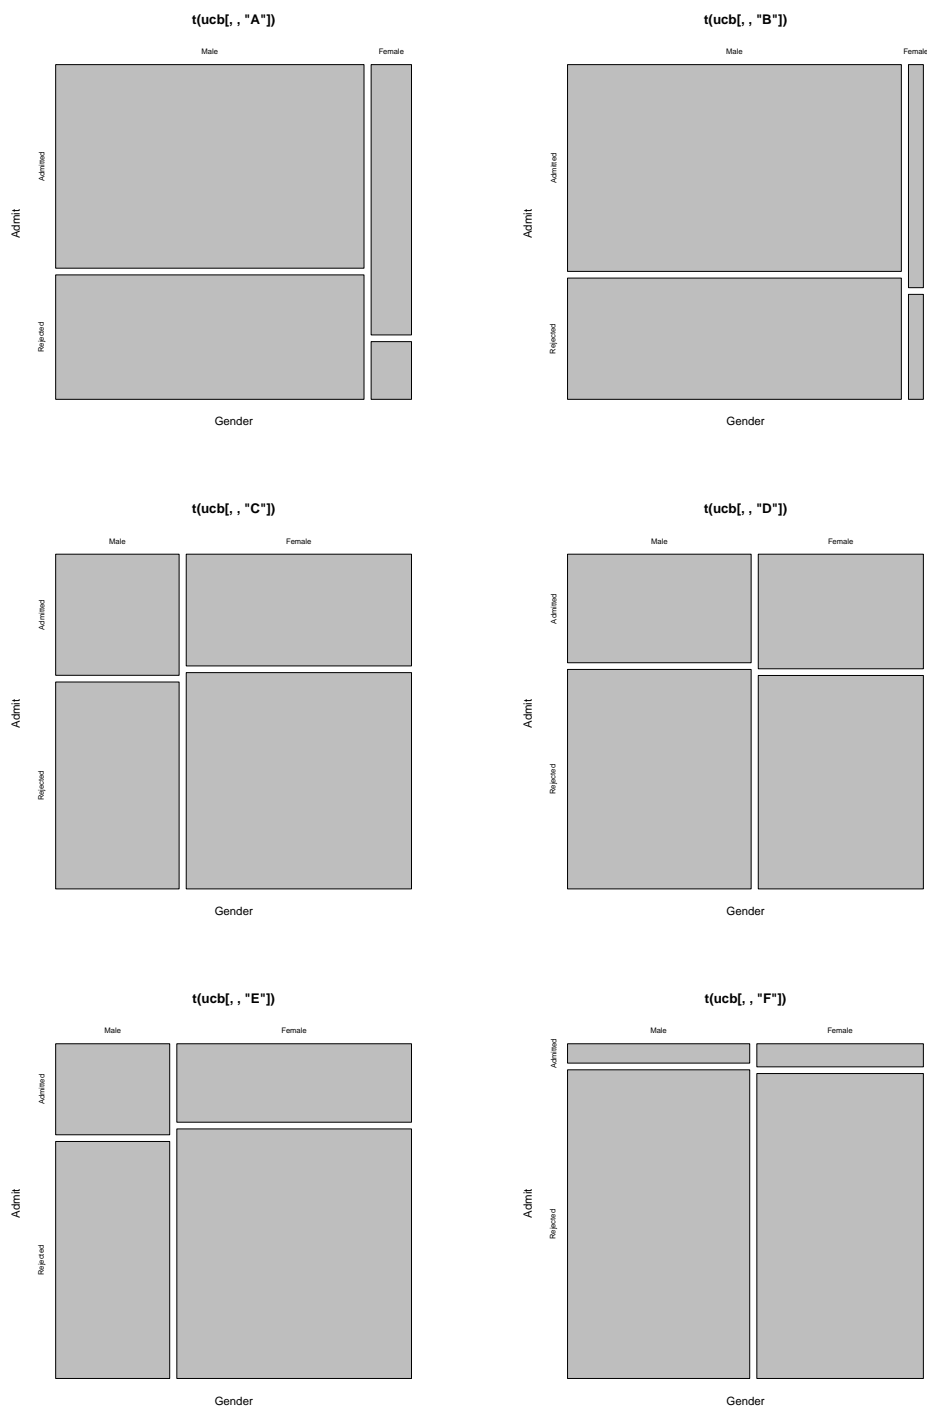 t(ucb[, , "A"])
Male Female
Admitted
Rejected
Admit
Gender
t(ucb[, , "B"])
Male Female
Admitted
Rejected
Admit
Gender
t(ucb[, , "C"])
Male Female
Admitted
Rejected
Admit
Gender
t(ucb[, , "D"])
Male Female
Admitted
Rejected
Admit
Gender
t(ucb[, , "E"])
Male Female
Admitted
Rejected
Admit
Gender
t(ucb[, , "F"])
Male Female
Admitted
Rejected
Admit
Gender